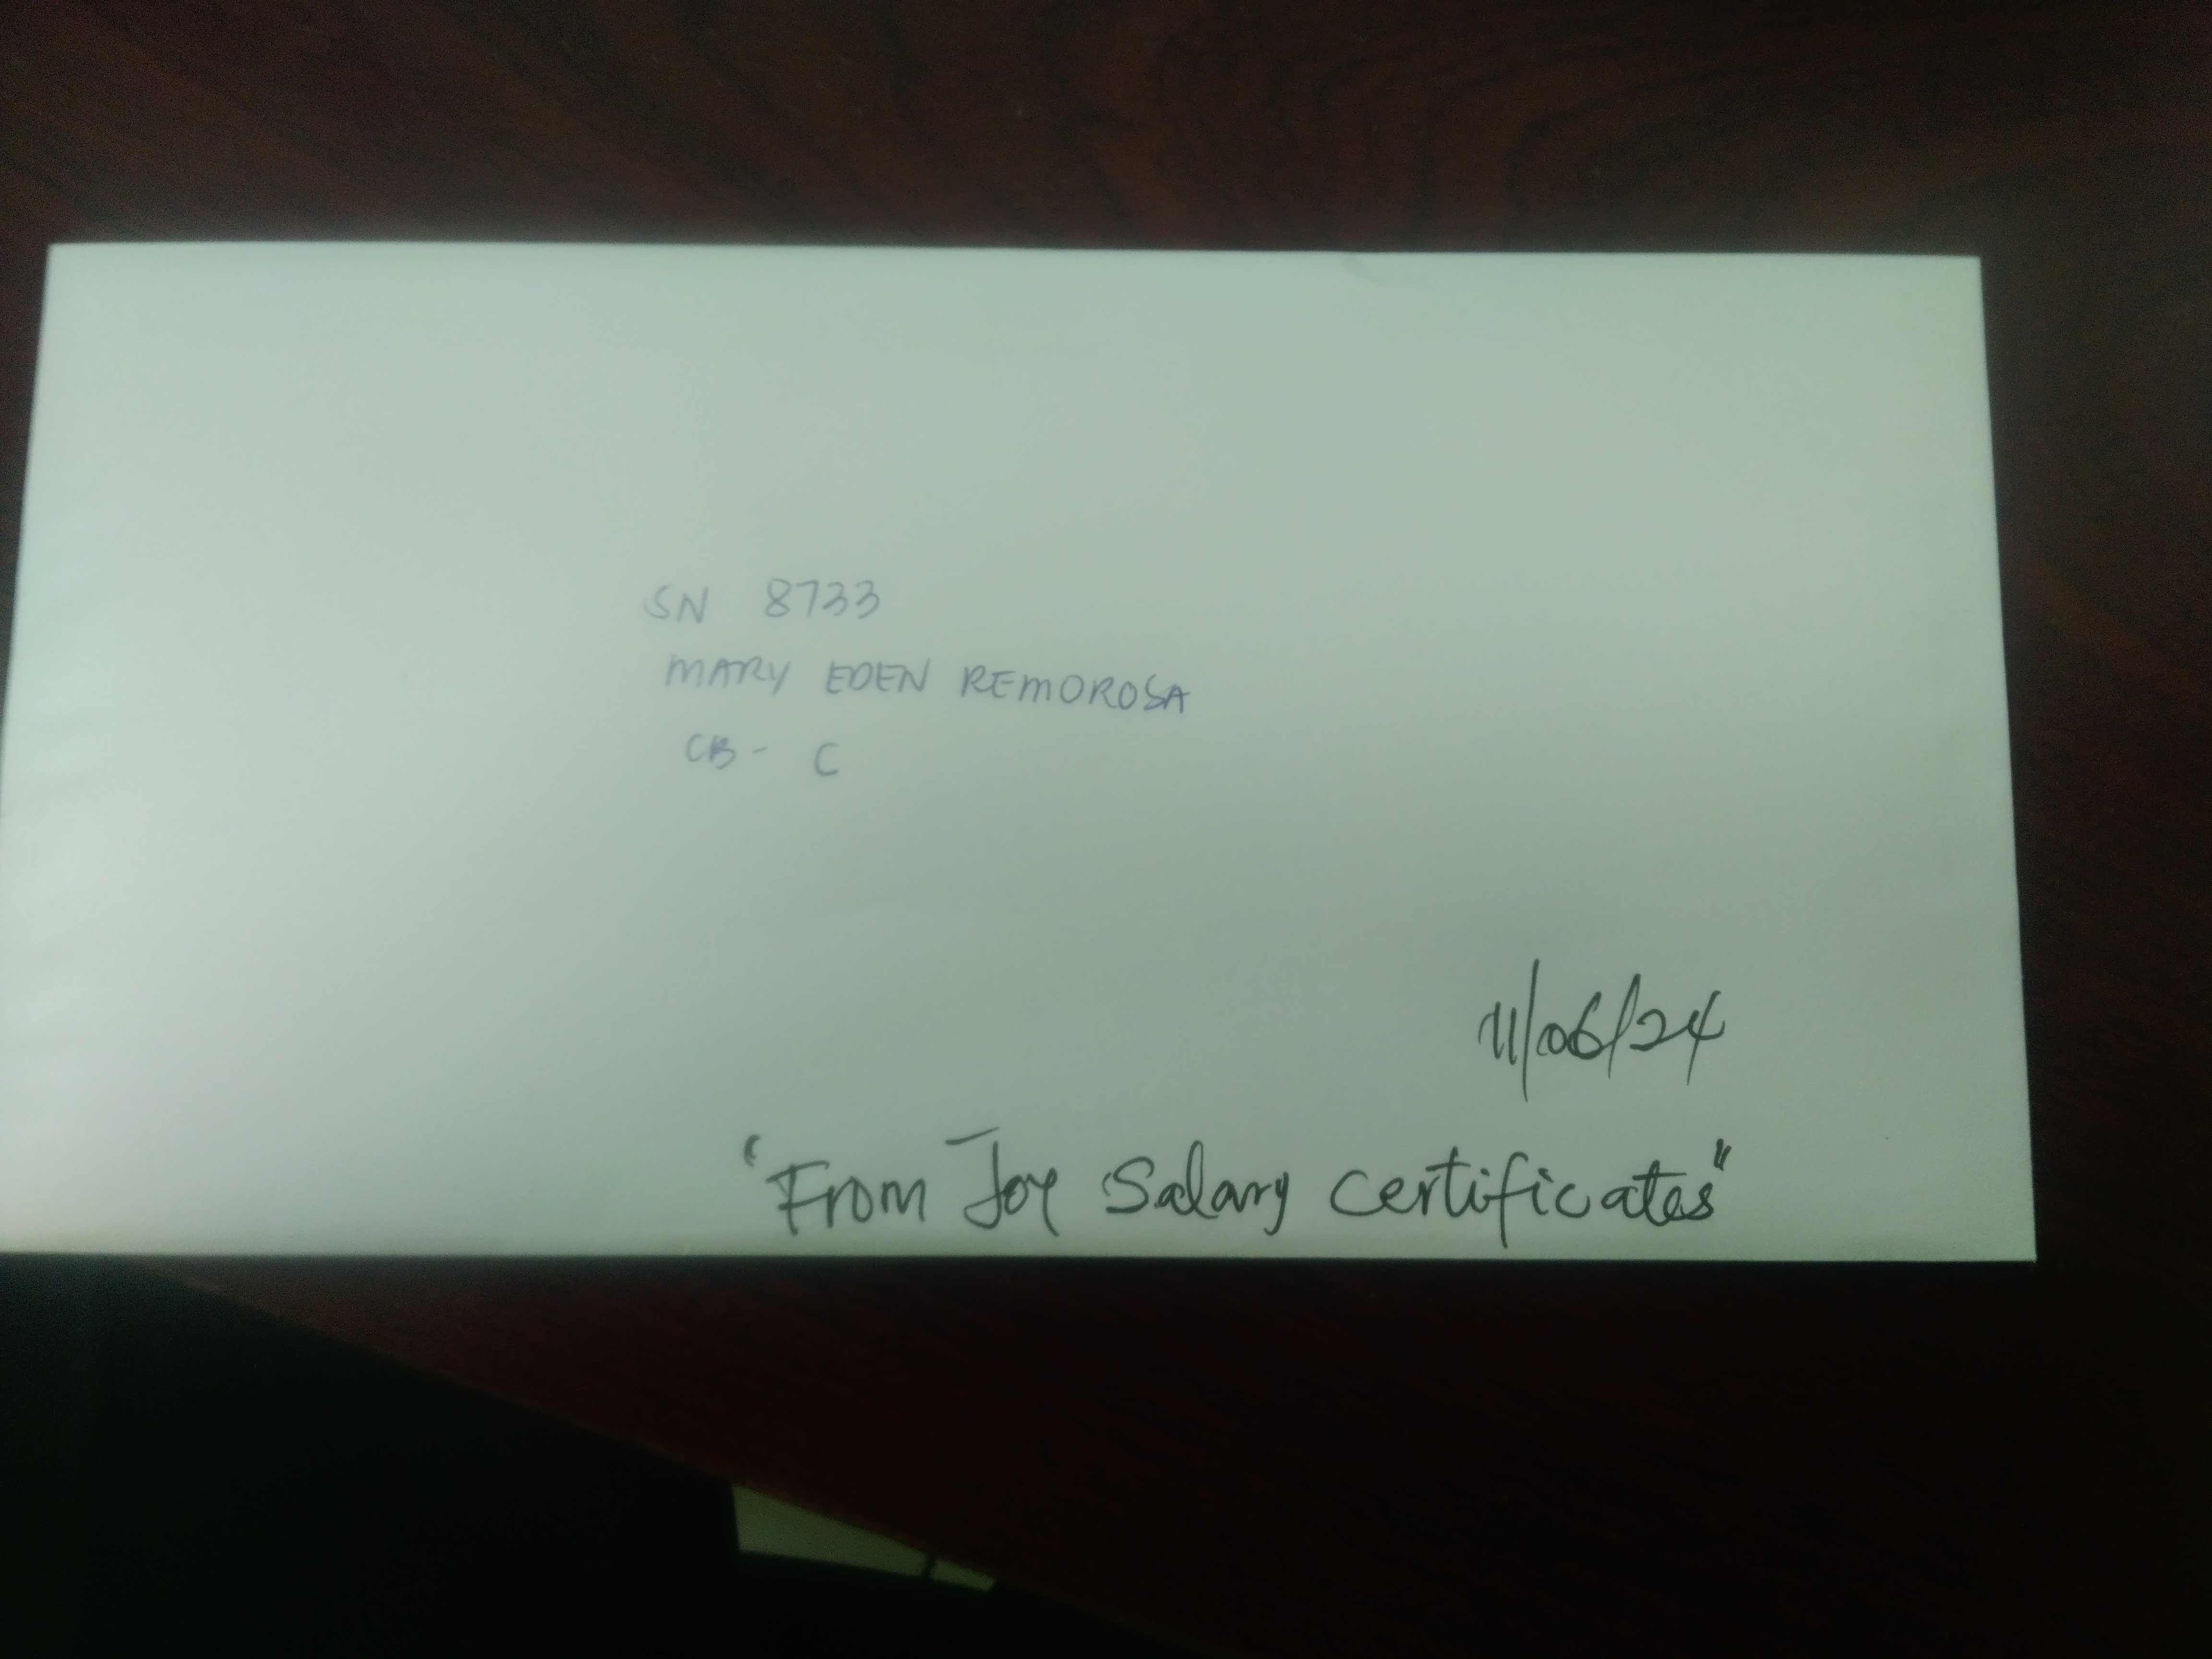 SN 8733
MARY EDEN REMOROSA
CB - C
11/06/24
"From Joy Salary Certificates"